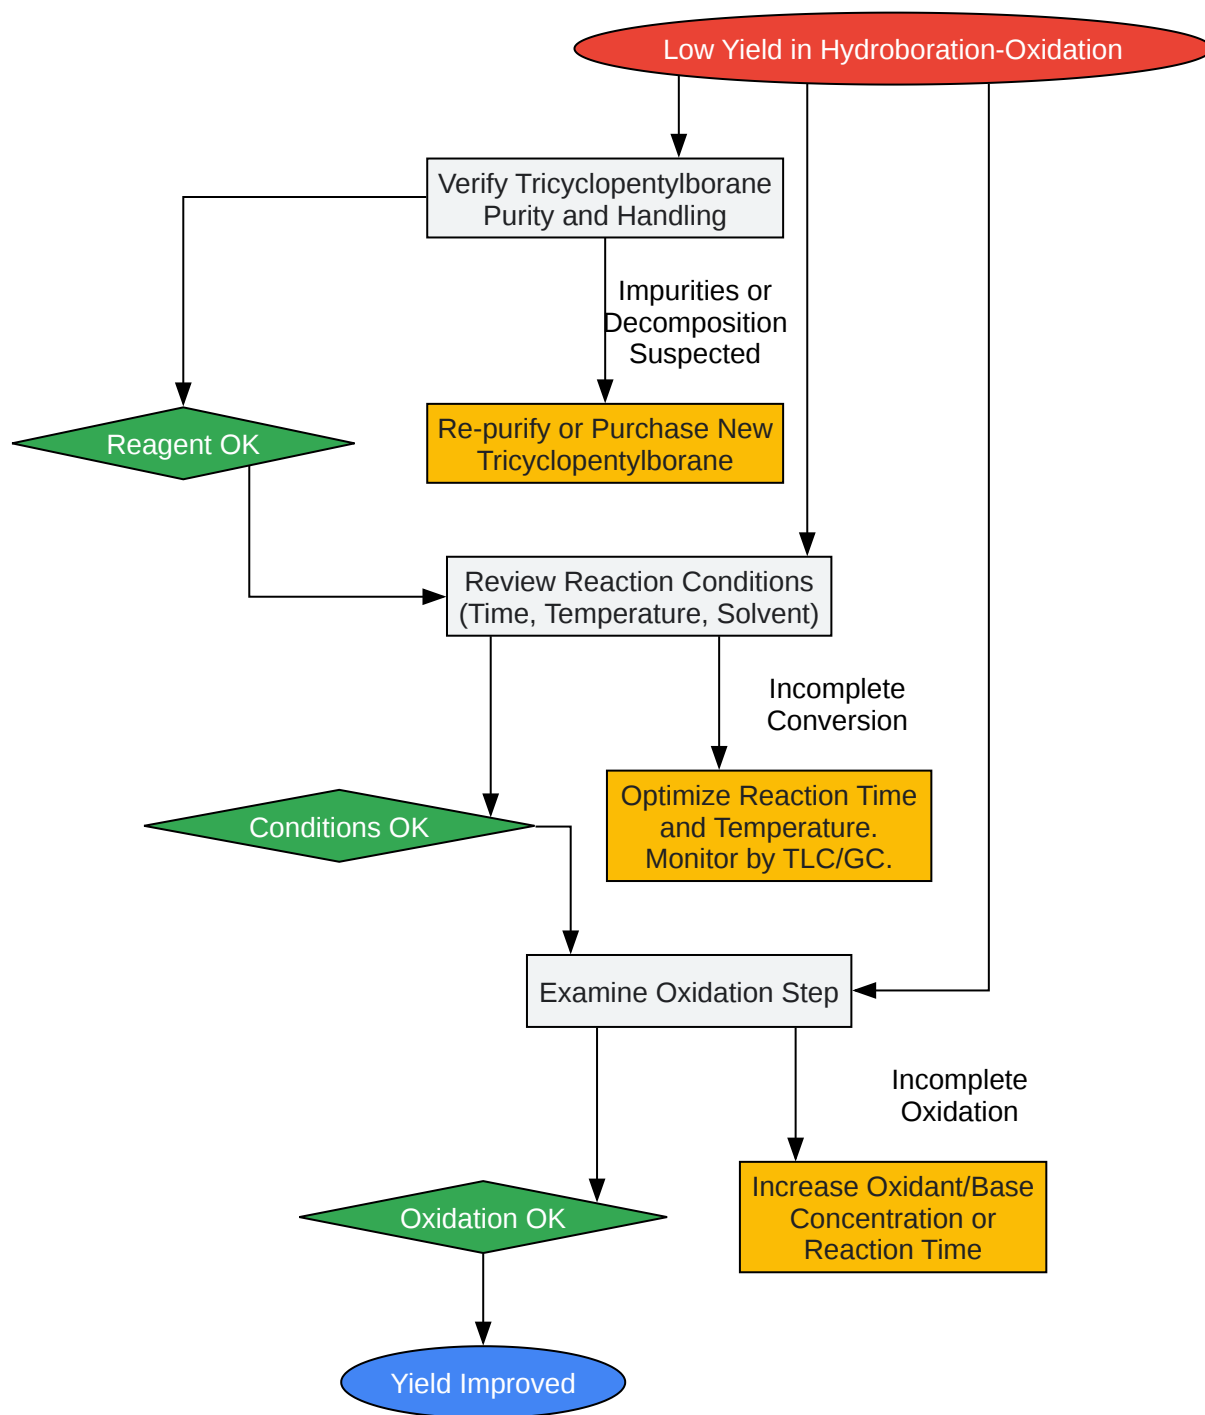 Low Yield in Hydroboration-Oxidation
Verify Tricyclopentylborane
Purity and Handling
Impurities or
Decomposition
Suspected
Reagent OK
Re-purify or Purchase New
Tricyclopentylborane
Review Reaction Conditions
(Time, Temperature, Solvent)
Incomplete
Conversion
Conditions OK
Optimize Reaction Time
and Temperature.
Monitor by TLC/GC.
Examine Oxidation Step
Incomplete
Oxidation
Oxidation OK
Increase Oxidant/Base
Concentration or
Reaction Time
Yield Improved